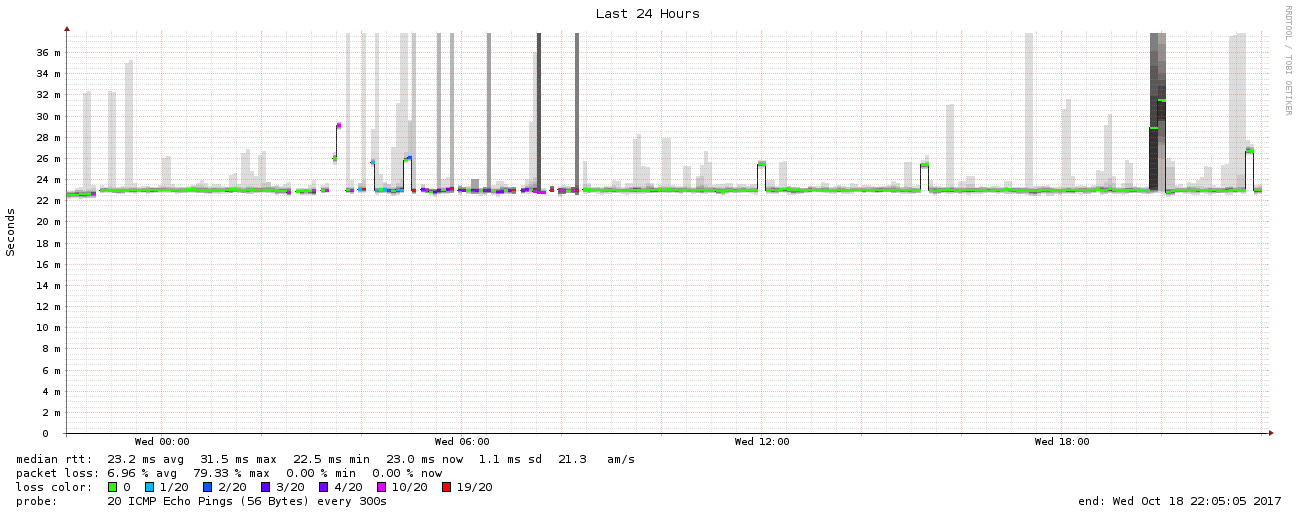 Last 24 Hours
RRDTOOL / TOBI OETIKER
Seconds
36 m
34 m
32 m
30 m
28 m
26 m
24 m
22 m
20 m
18 m
16 m
14 m
12 m
10 m
8 m
6 m
4 m
2 m
0
Wed 00:00 Wed 06:00 Wed 12:00 Wed 18:00
median rtt: 23.2 ms avg 31.5 ms max 22.5 ms min 23.0 ms now 1.1 ms sd 21.3 am/s
packet loss: 6.96 % avg 79.33 % max 0.00 % min 0.00 % now
loss color: 0 1/20 2/20 3/20 4/20 10/20 19/20
probe: 20 ICMP Echo Pings (56 Bytes) every 300s end: Wed Oct 18 22:05:05 2017